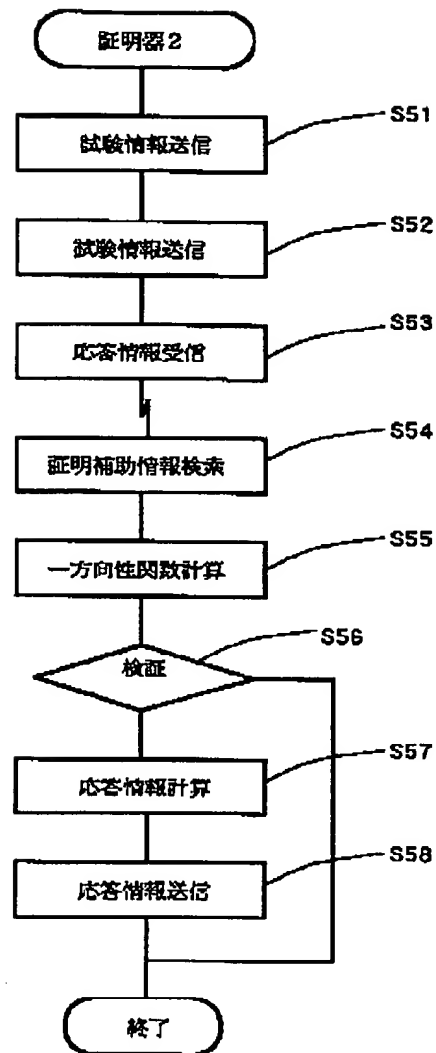 証明器2
試験情報送信
S51
試験情報送信
S52
応答情報受信
S53
証明補助情報検索
S54
一方向性関数計算
S55
検証
S56
応答情報計算
S57
応答情報送信
S58
終了